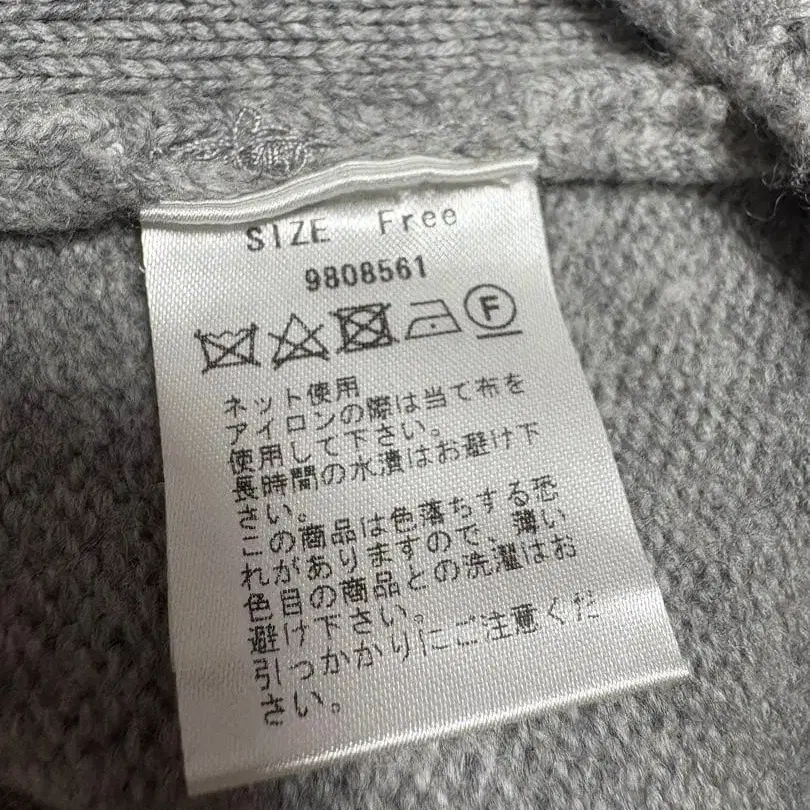 SIZE Free
9808561
F
ネット使用
アイロンの際は当て布を
使用して下さい。
長時間の水漬はお避け下
さい。
この商品は色落ちする恐
れがありますので、薄い
色目の商品との洗濯はお
避け下さい。
引っかかりにご注意くだ
さい。